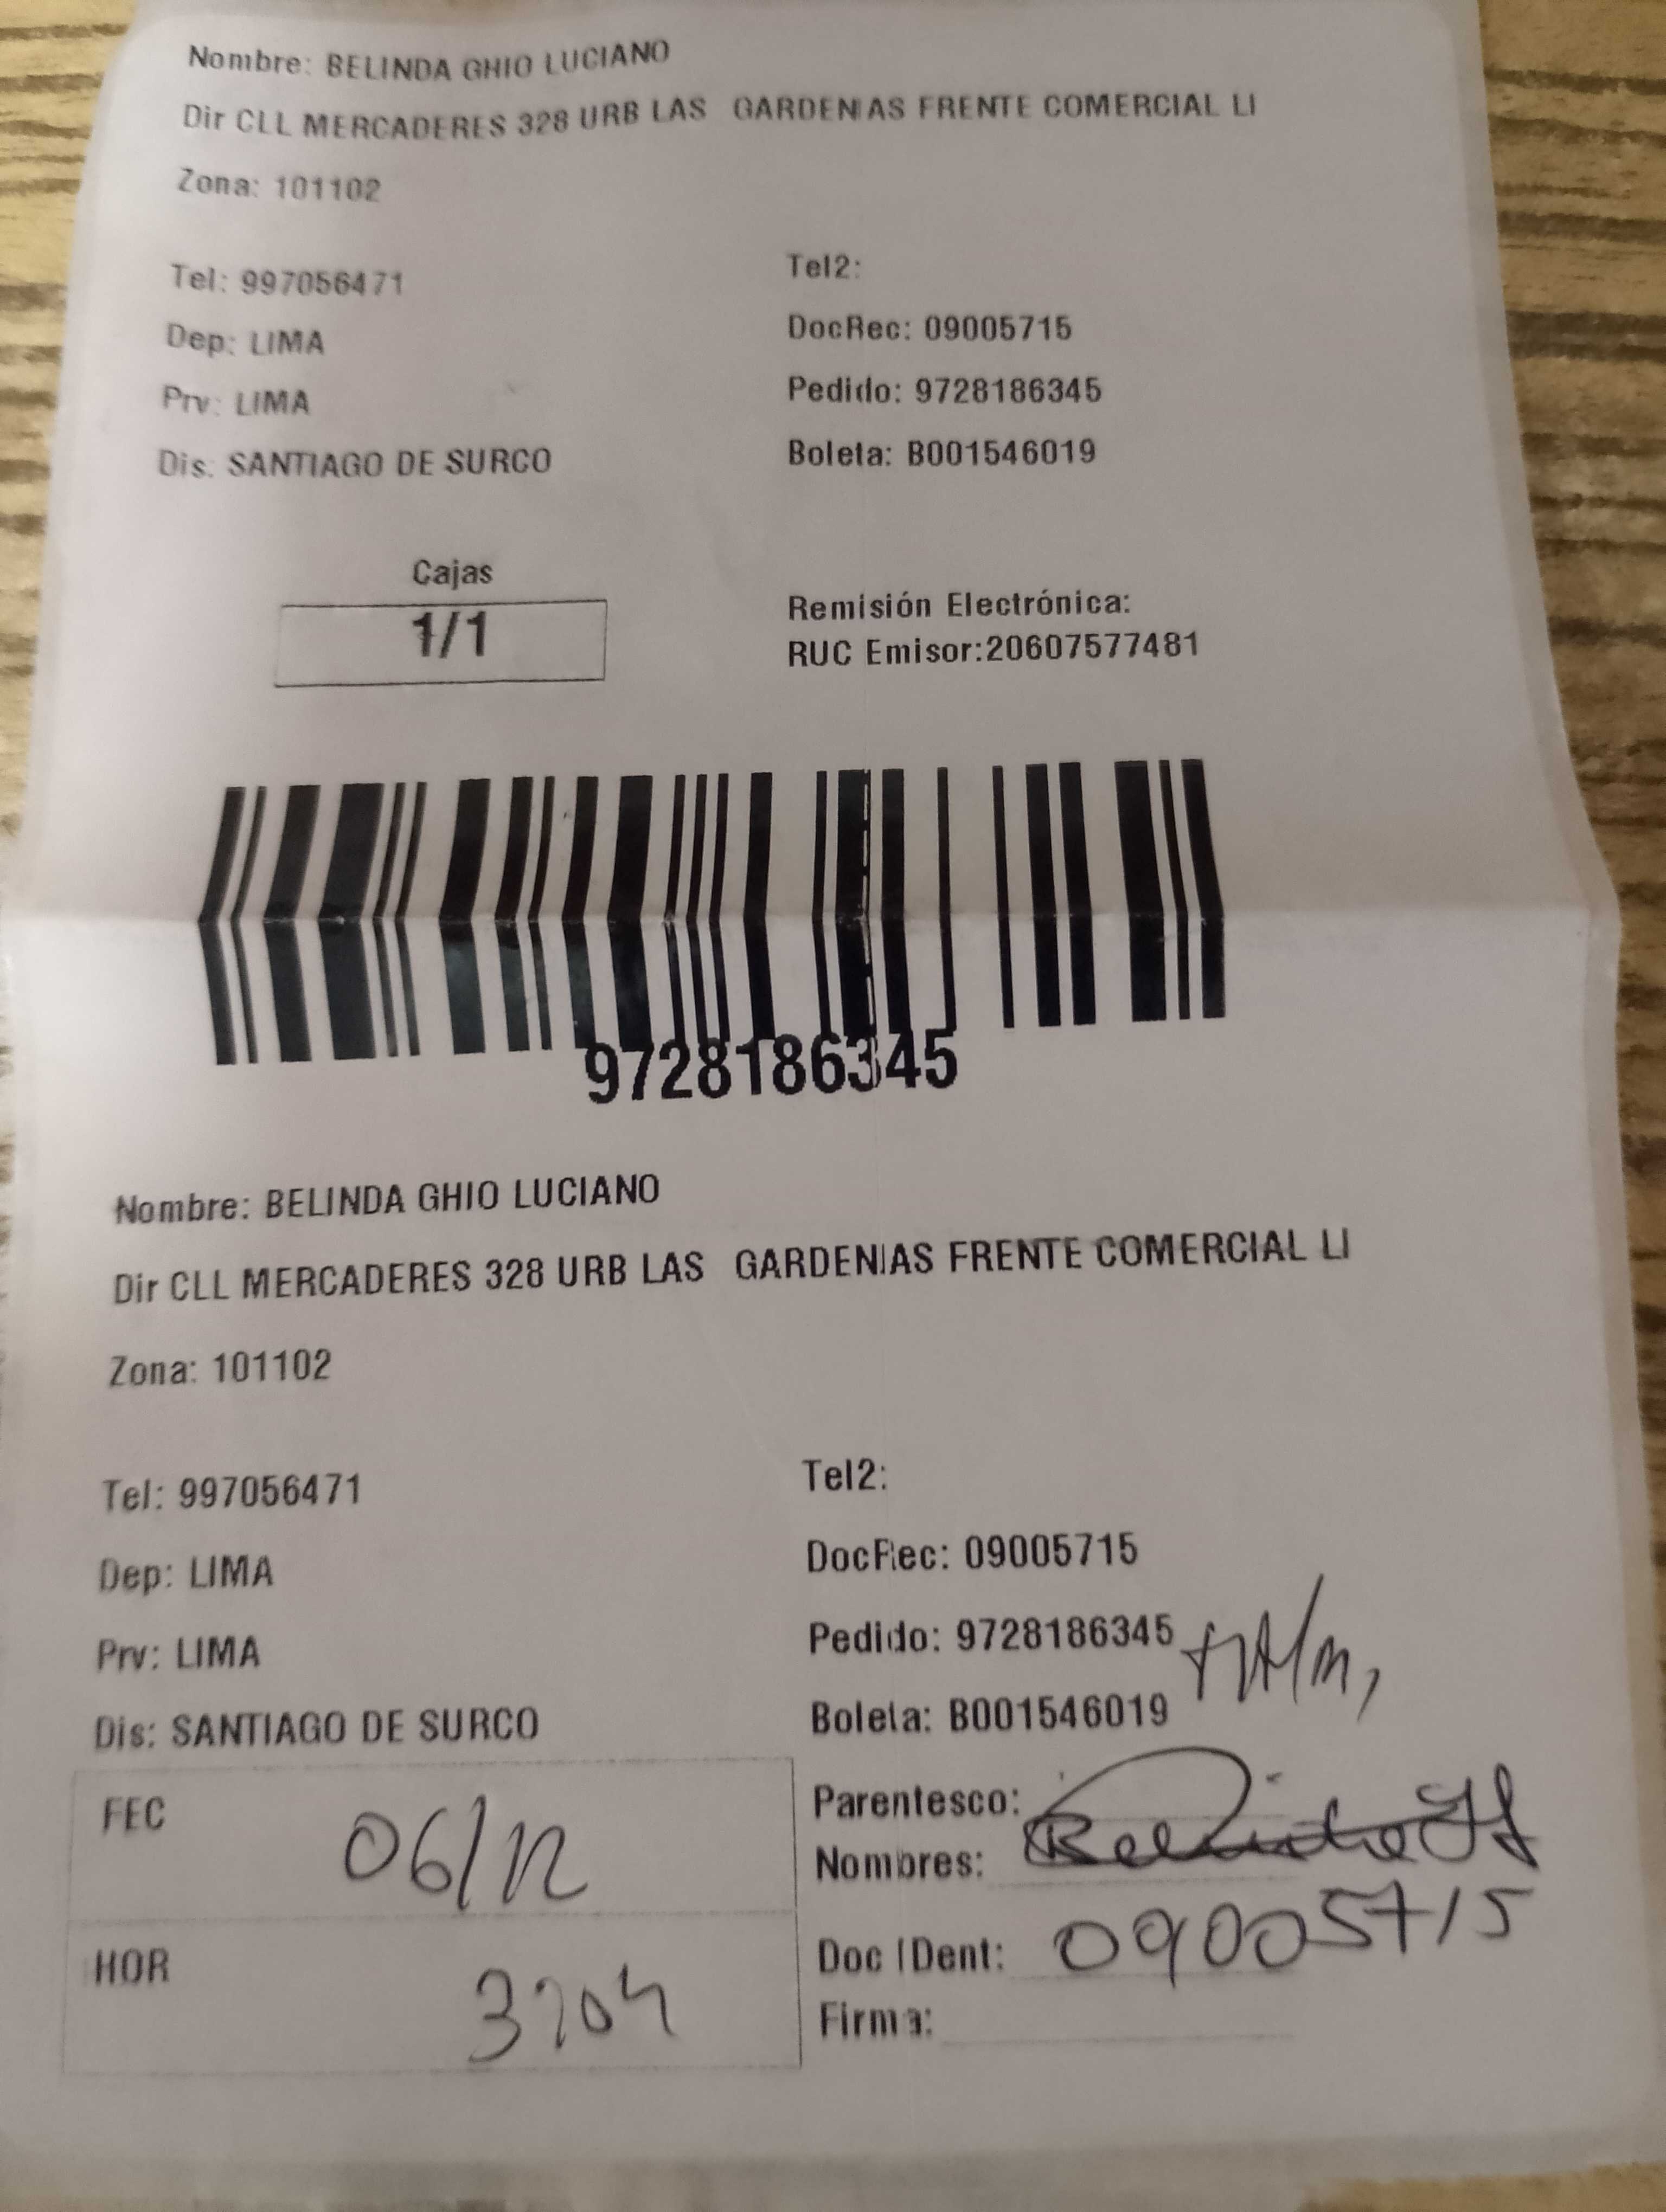 Nombre: BELINDA GHIO LUCIANO
Dir CLL MERCADERES 328 URB LAS GARDENIAS FRENTE COMERCIAL LI
Zona: 101102
Tel: 997056471
Tel2:
Dep: LIMA
DocRec: 09005715
Prv: LIMA
Pedido: 9728186345
Dis: SANTIAGO DE SURCO
Boleta: B001546019
Cajas
1/1
Remisión Electrónica:
RUC Emisor:20607577481
9728186345
Nombre: BELINDA GHIO LUCIANO
Dir CLL MERCADERES 328 URB LAS GARDENIAS FRENTE COMERCIAL LI
Zona: 101102
Tel: 997056471
Tel2:
Dep: LIMA
DocRec: 09005715
Prv: LIMA
Pedido: 9728186345
Dis: SANTIAGO DE SURCO
Boleta: B001546019
FEC 06/12
Parentesco:
Nombres:
HOR
Doc IDent: 09005715
Firma: